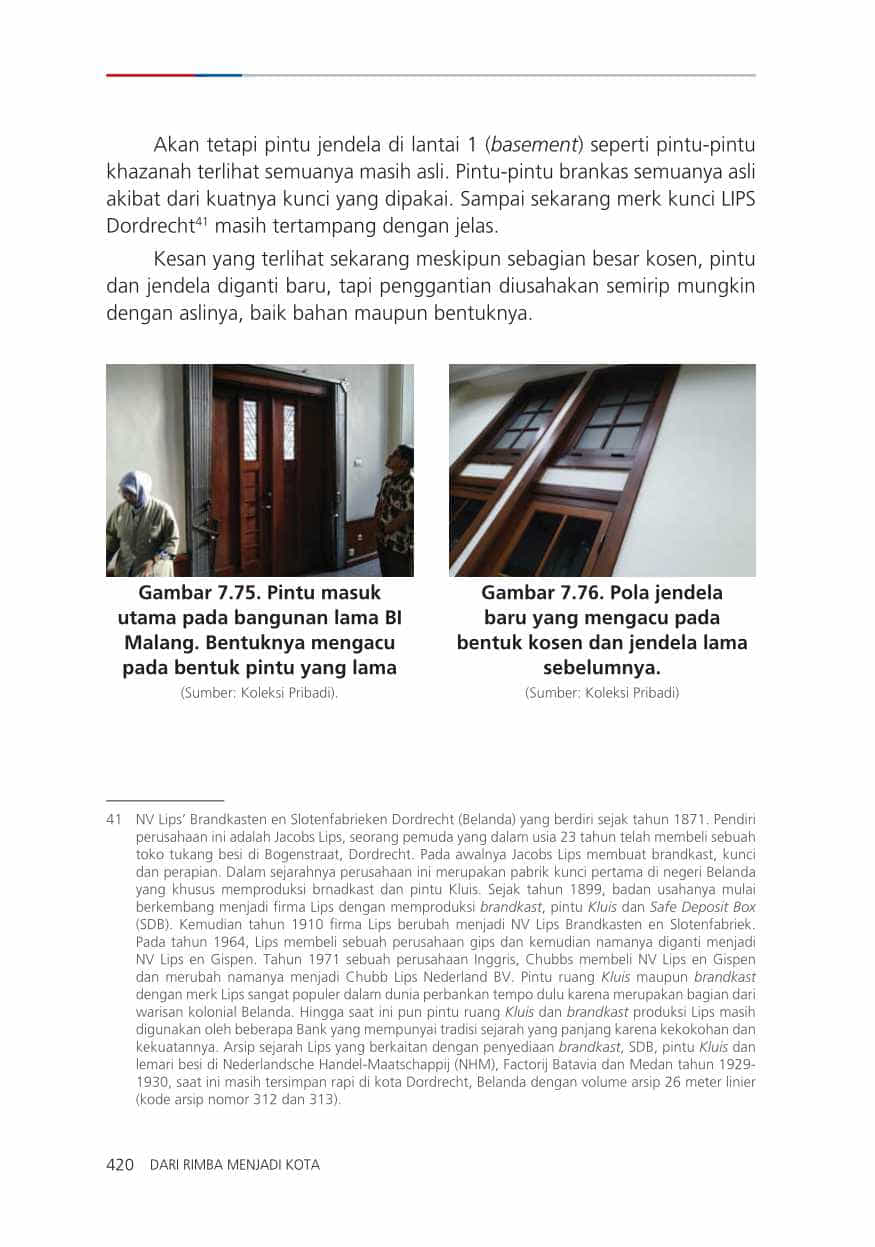 Akan tetapi pintu jendela di lantai 1 (basement) seperti pintu-pintu
khazanah terlihat semuanya masih asli. Pintu-pintu brankas semuanya asli
akibat dari kuatnya kunci yang dipakai. Sampai sekarang merk kunci LIPS
Dordrecht41 masih tertampang dengan jelas.
Kesan yang terlihat sekarang meskipun sebagian besar kosen, pintu
dan jendela diganti baru, tapi penggantian diusahakan semirip mungkin
dengan aslinya, baik bahan maupun bentuknya.
Gambar 7.75. Pintu masuk
utama pada bangunan lama BI
Malang. Bentuknya mengacu
pada bentuk pintu yang lama
(Sumber: Koleksi Pribadi).
Gambar 7.76. Pola jendela
baru yang mengacu pada
bentuk kosen dan jendela lama
sebelumnya.
(Sumber: Koleksi Pribadi)
41 NV Lips’ Brandkasten en Slotenfabrieken Dordrecht (Belanda) yang berdiri sejak tahun 1871. Pendiri
perusahaan ini adalah Jacobs Lips, seorang pemuda yang dalam usia 23 tahun telah membeli sebuah
toko tukang besi di Bogenstraat, Dordrecht. Pada awalnya Jacobs Lips membuat brandkast, kunci
dan perapian. Dalam sejarahnya perusahaan ini merupakan pabrik kunci pertama di negeri Belanda
yang khusus memproduksi brnadkast dan pintu Kluis. Sejak tahun 1899, badan usahanya mulai
berkembang menjadi firma Lips dengan memproduksi brandkast, pintu Kluis dan Safe Deposit Box
(SDB). Kemudian tahun 1910 firma Lips berubah menjadi NV Lips Brandkasten en Slotenfabriek.
Pada tahun 1964, Lips membeli sebuah perusahaan gips dan kemudian namanya diganti menjadi
NV Lips en Gispen. Tahun 1971 sebuah perusahaan Inggris, Chubbs membeli NV Lips en Gispen
dan merubah namanya menjadi Chubb Lips Nederland BV. Pintu ruang Kluis maupun brandkast
dengan merk Lips sangat populer dalam dunia perbankan tempo dulu karena merupakan bagian dari
warisan kolonial Belanda. Hingga saat ini pun pintu ruang Kluis dan brandkast produksi Lips masih
digunakan oleh beberapa Bank yang mempunyai tradisi sejarah yang panjang karena kekokohan dan
kekuatannya. Arsip sejarah Lips yang berkaitan dengan penyediaan brandkast, SDB, pintu Kluis dan
lemari besi di Nederlandsche Handel-Maatschappij (NHM), Factorij Batavia dan Medan tahun 1929-
1930, saat ini masih tersimpan rapi di kota Dordrecht, Belanda dengan volume arsip 26 meter linier
(kode arsip nomor 312 dan 313).
420 DARI RIMBA MENJADI KOTA